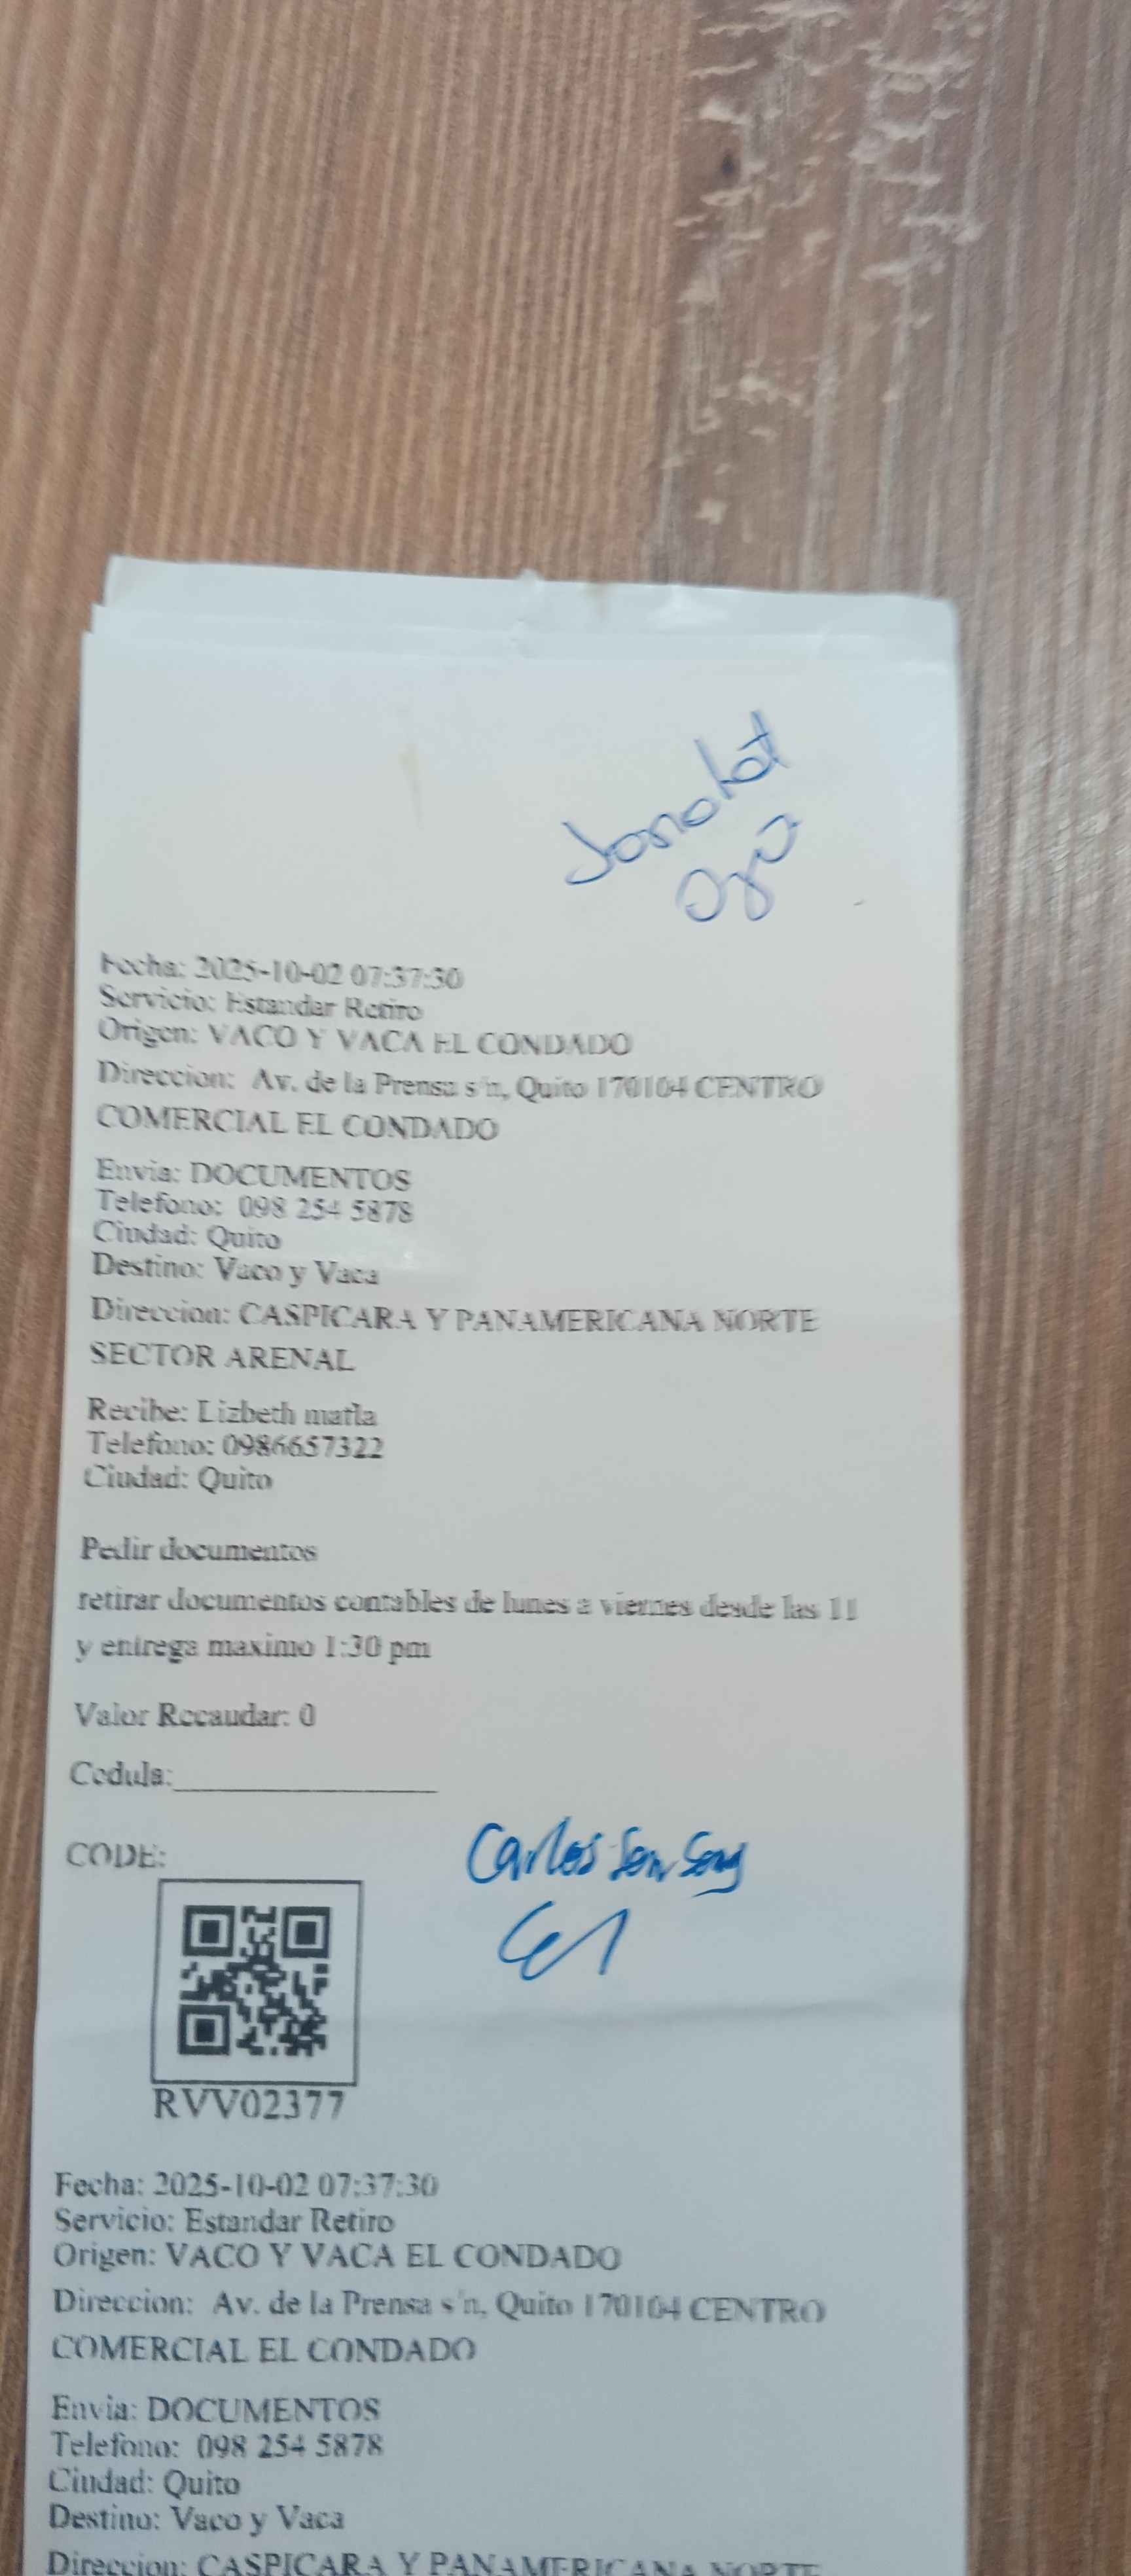 Fecha: 2025-10-02 07:37:30
Servicio: Estandar Retiro
Origen: VACO Y VACA EL CONDADO
Direccion: Av. de la Prensa s/n, Quito 170104 CENTRO
COMERCIAL EL CONDADO
Envia: DOCUMENTOS
Telefono: 098 254 5878
Ciudad: Quito
Destino: Vaco y Vaca
Direccion: CASPICARA Y PANAMERICANA NORTE
SECTOR ARENAL
Recibe: Lizbeth matla
Telefono: 0986657322
Ciudad: Quito
Pedir documentos
retirar documentos contables de lunes a viernes desde las 11
y entrega maximo 1:30 pm
Valor Recaudar: 0
Cedula:
CODE:
Carlos
RVV02377
Fecha: 2025-10-02 07:37:30
Servicio: Estandar Retiro
Origen: VACO Y VACA EL CONDADO
Direccion: Av. de la Prensa s/n, Quito 170104 CENTRO
COMERCIAL EL CONDADO
Envia: DOCUMENTOS
Telefono: 098 254 5878
Ciudad: Quito
Destino: Vaco y Vaca
Direccion: CASPICARA Y PANAMERICANA NORTE